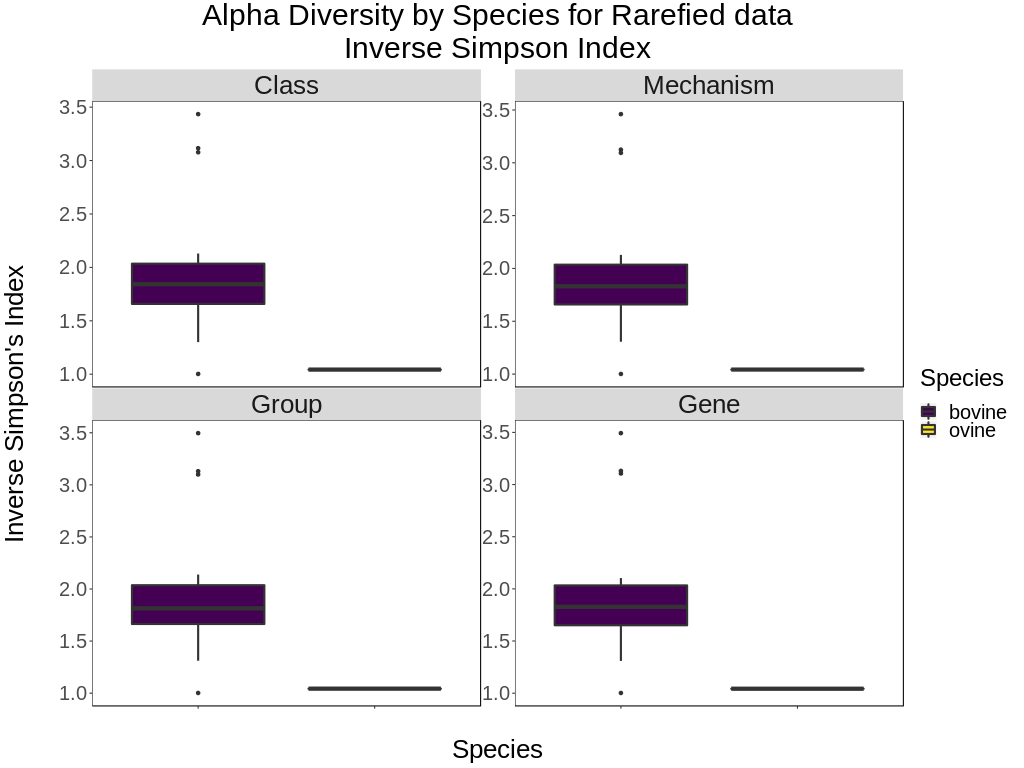 Alpha Diversity by Species for Rarefied data
Inverse Simpson Index
Class
Mechanism
3.5
3.0
2.5
2.0
1.5
1.0
3.5
3.0
2.5
2.0
1.5
1.0
Group
Gene
3.5
3.0
2.5
2.0
1.5
1.0
3.5
3.0
2.5
2.0
1.5
1.0
Inverse Simpson's Index
Species
Species
bovine
ovine